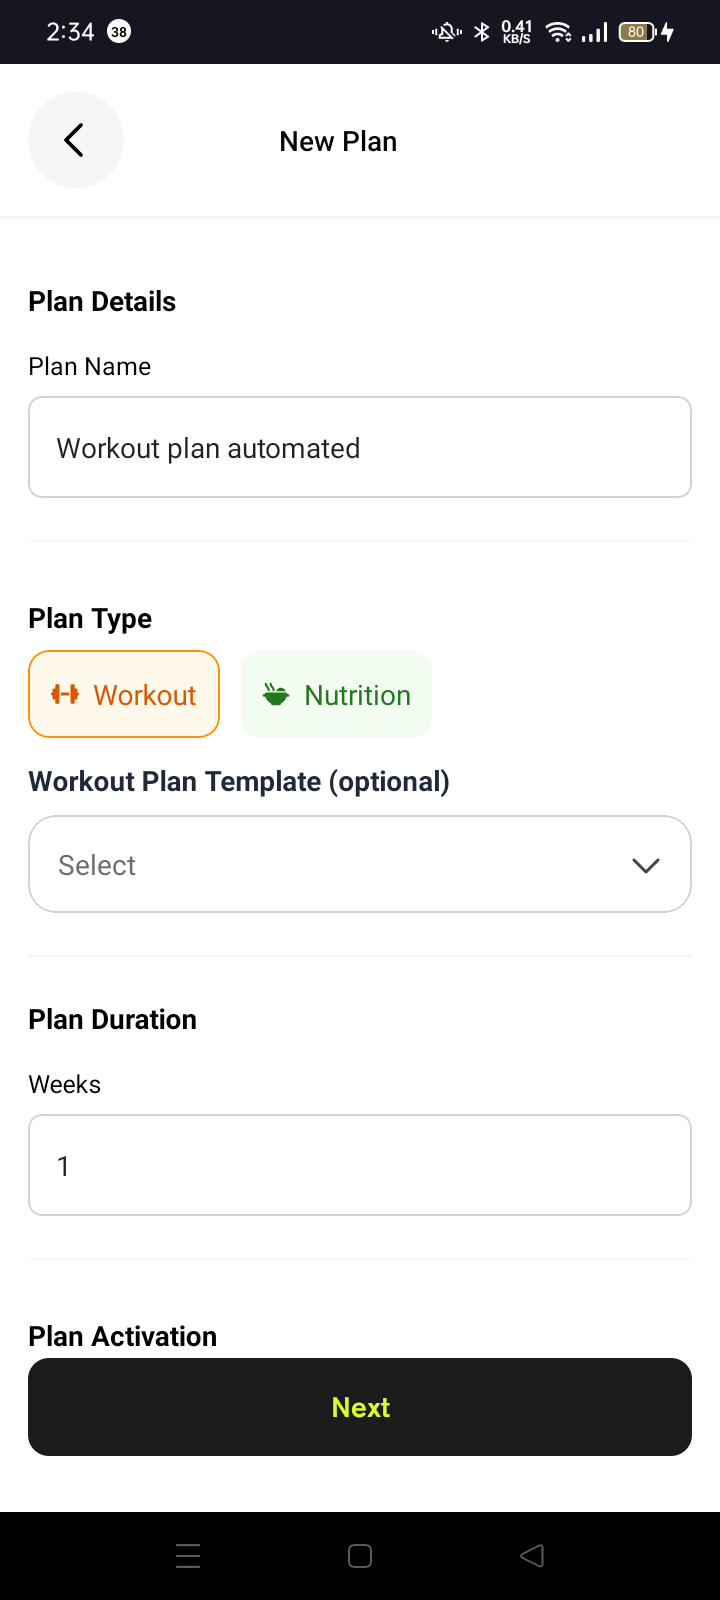 2:34 38 0.41 KB/S 80
New Plan
Plan Details
Plan Name
Workout plan automated
Plan Type
Workout Nutrition
Workout Plan Template (optional)
Select
Plan Duration
Weeks
1
Plan Activation
Next